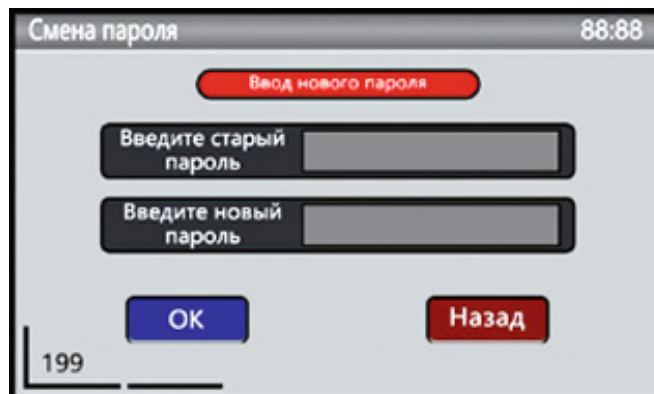 Смена пароля 88:88
Ввод нового пароля
Введите старый
пароль
Введите новый
пароль
OK Назад
199